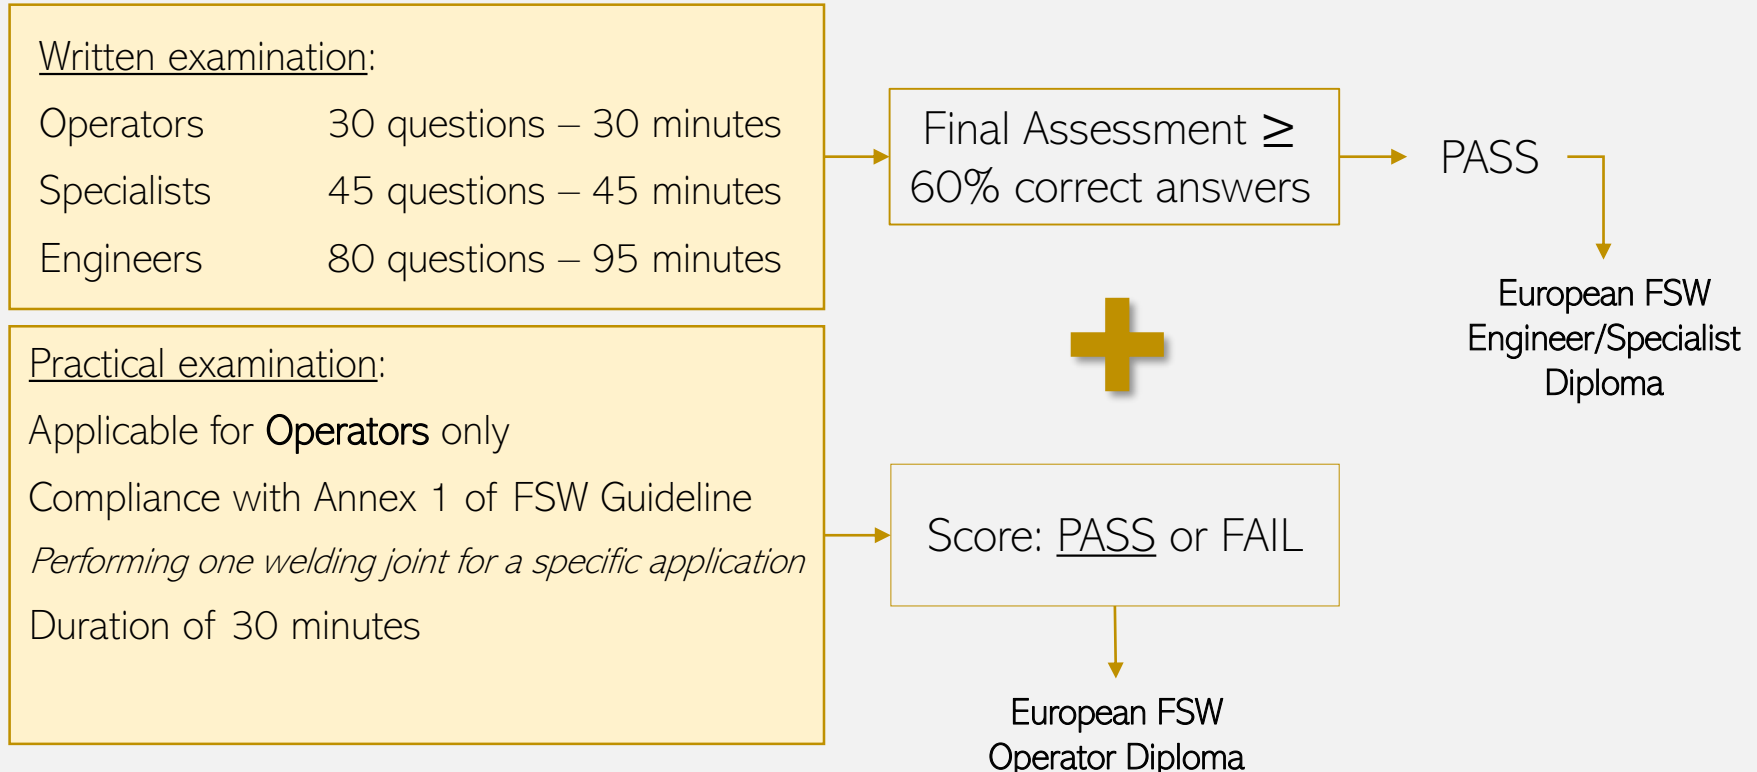 Written examination:
Operators 30 questions – 30 minutes
Specialists 45 questions – 45 minutes
Engineers 80 questions – 95 minutes
Final Assessment ≥
60% correct answers
PASS
European FSW
Engineer/Specialist
Diploma
Practical examination:
Applicable for Operators only
Compliance with Annex 1 of FSW Guideline
Performing one welding joint for a specific application
Duration of 30 minutes
Score: PASS or FAIL
European FSW
Operator Diploma